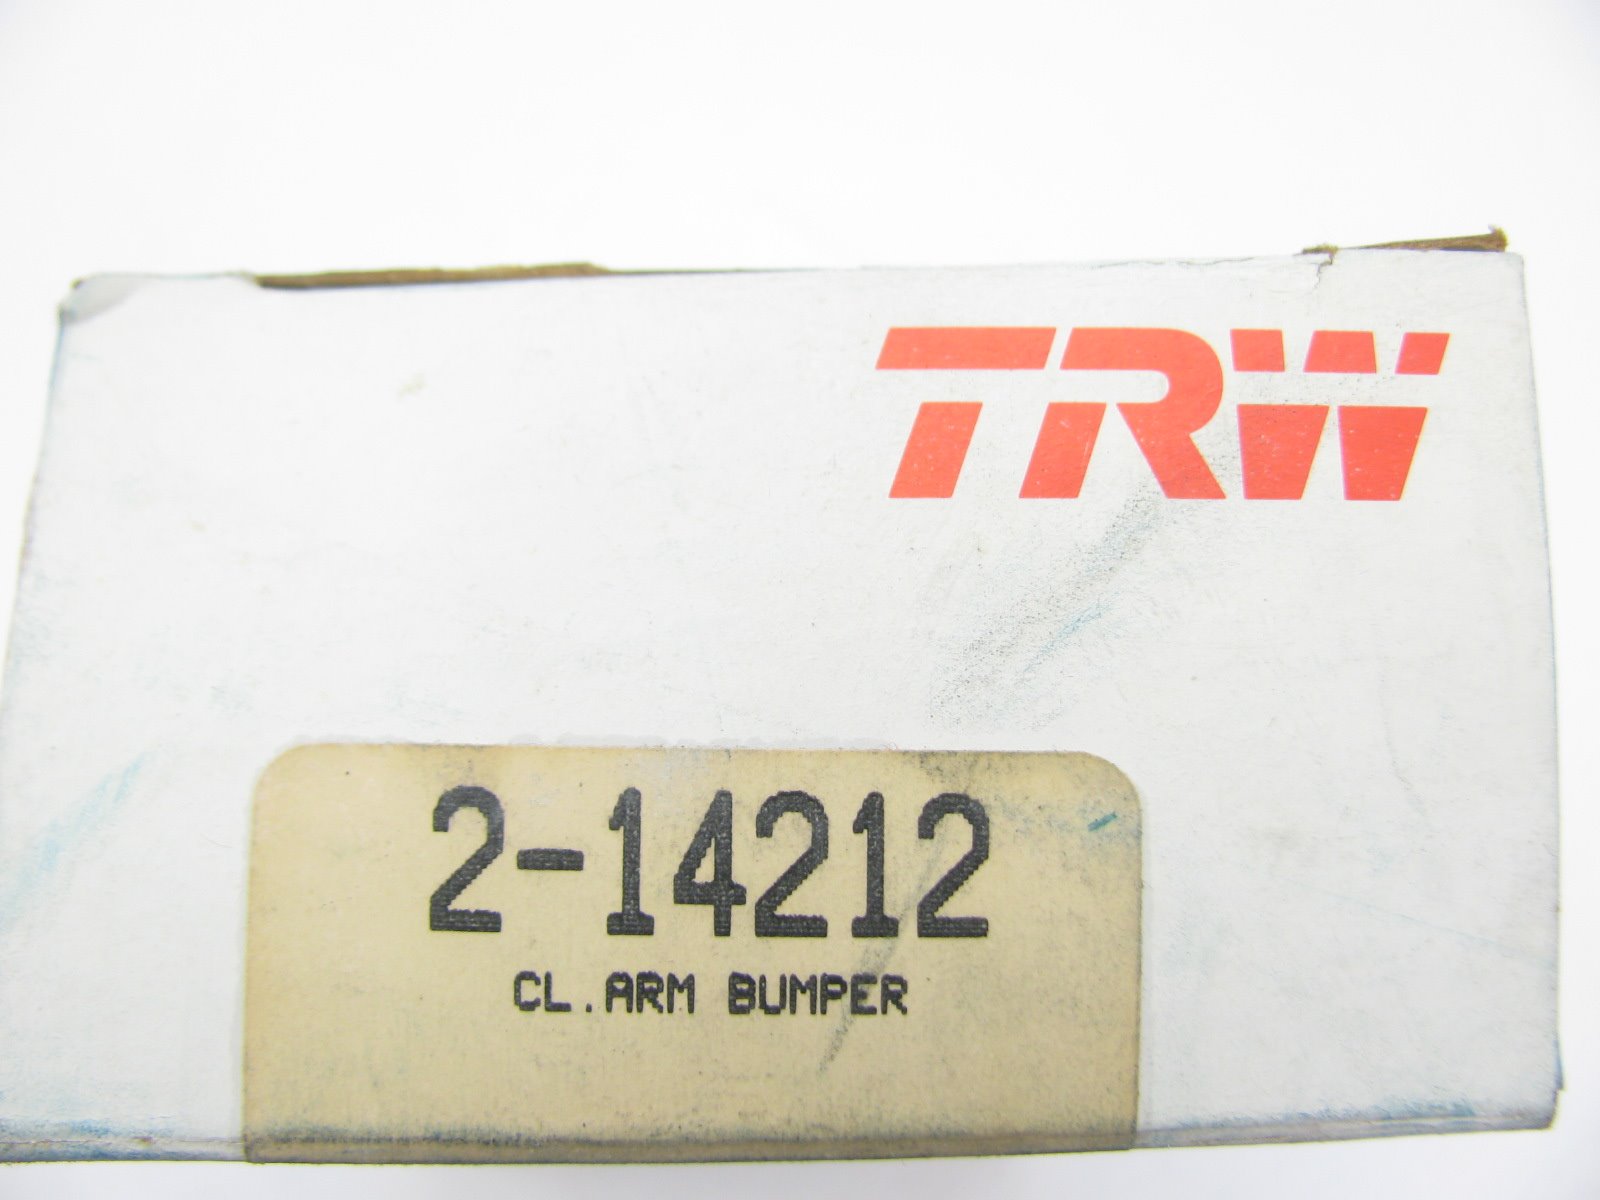 TRW
2-14212
CL.ARM BUMPER